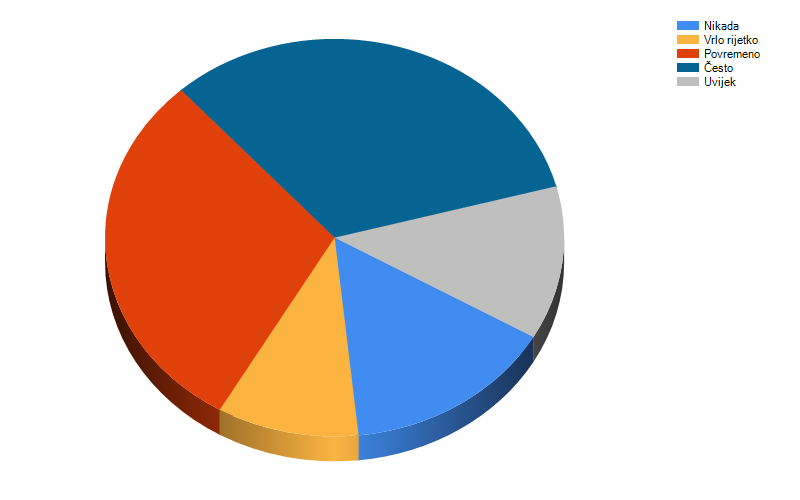 Nikada
Vrlo rijetko
Povremeno
Često
Uvijek